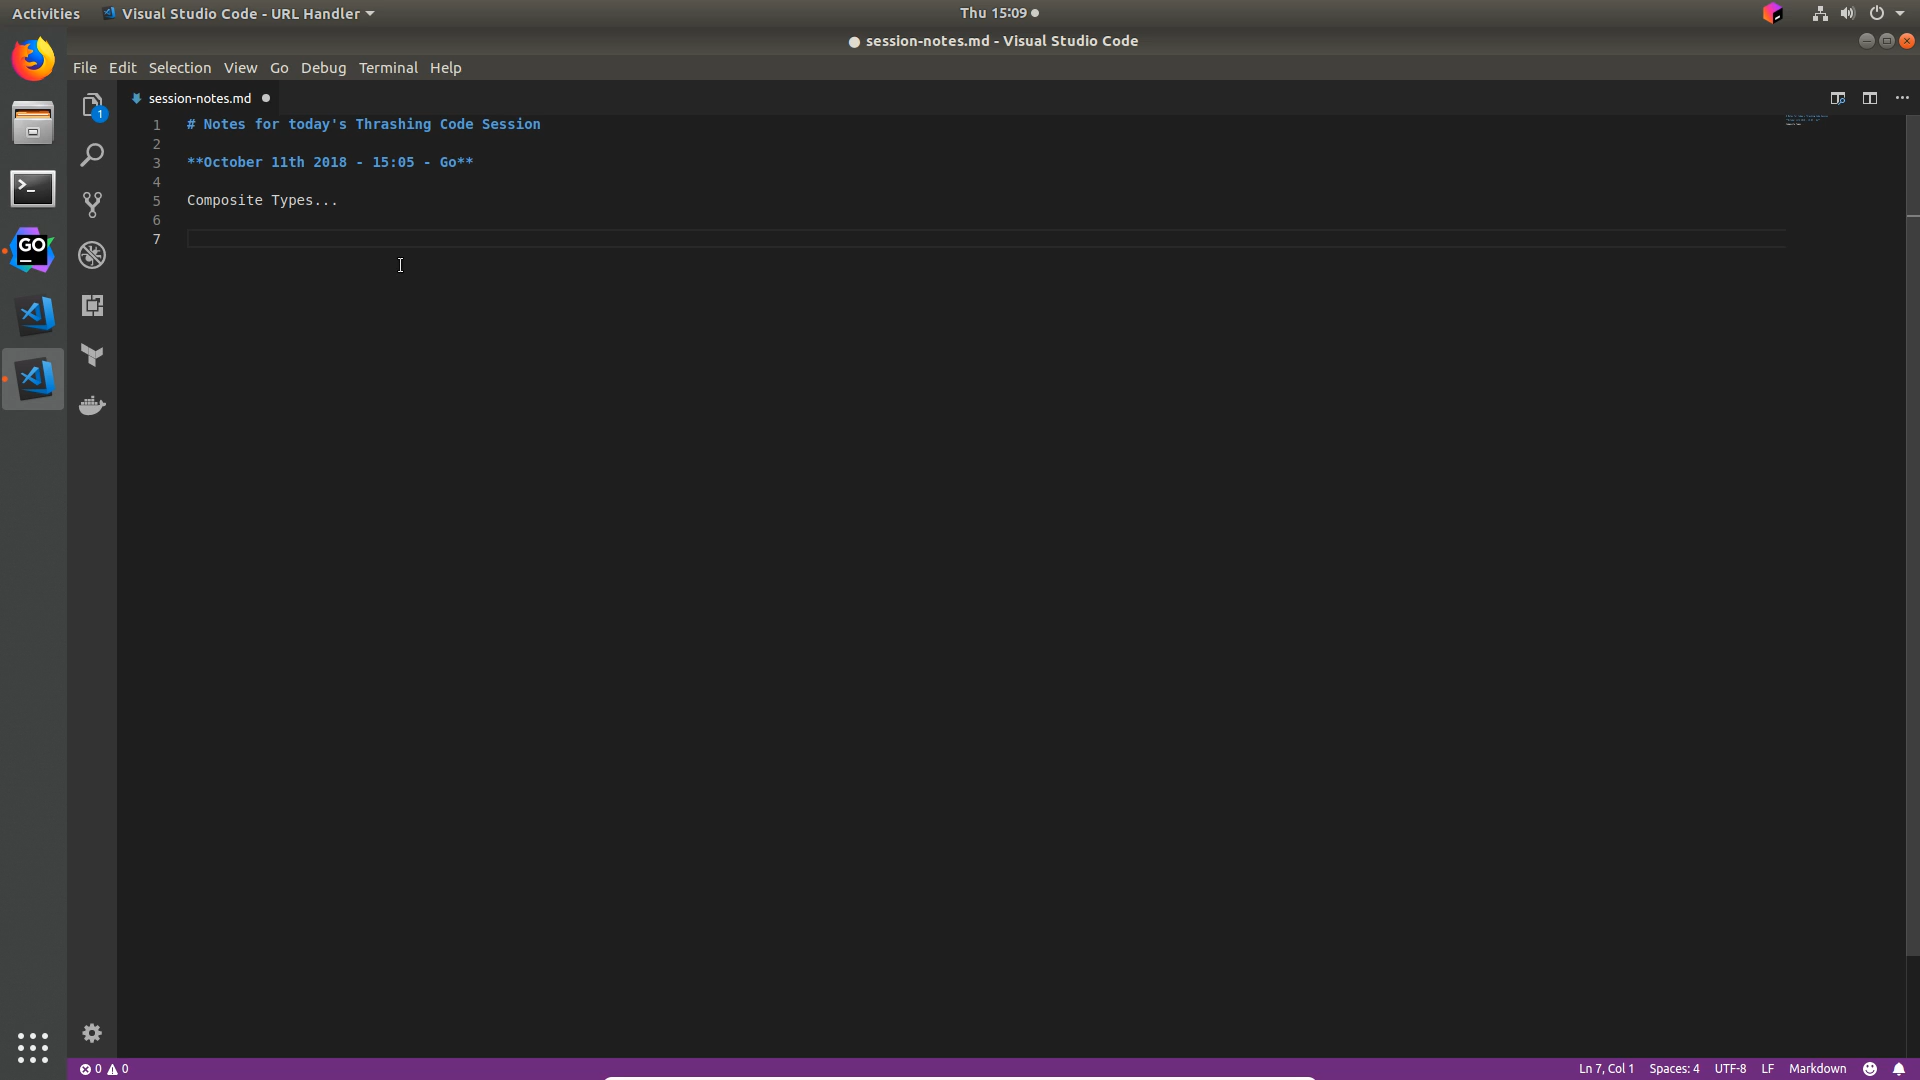 Activities Visual Studio Code - URL Handler Thu 15:09
session-notes.md - Visual Studio Code
File Edit Selection View Go Debug Terminal Help
session-notes.md
1 # Notes for today's Thrashing Code Session
2
3 **October 11th 2018 - 15:05 - Go**
4
5 Composite Types...
6
7
1
GO
0 0 Ln 7, Col 1 Spaces: 4 UTF-8 LF Markdown